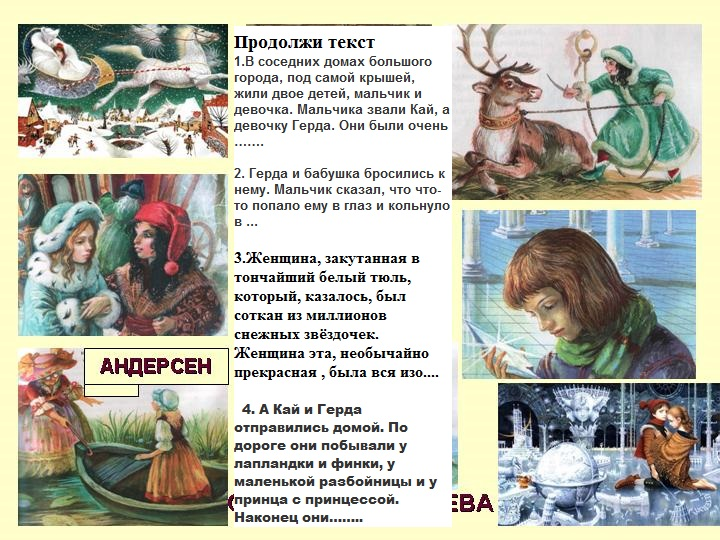 Продолжи текст
1.В соседних домах большого
города, под самой крышей,
жили двое детей, мальчик и
девочка. Мальчика звали Кай, а
девочку Герда. Они были очень
…….
2. Герда и бабушка бросились к
нему. Мальчик сказал, что что-
то попало ему в глаз и кольнуло
в ...
3.Женщина, закутанная в
тончайший белый тюль,
который, казалось, был
соткан из миллионов
снежных звёздочек.
Женщина эта, необычайно
прекрасная , была вся изо....
АНДЕРСЕН
4. А Кай и Герда
отправились домой. По
дороге они побывали у
лапландки и финки, у
маленькой разбойницы и у
принца с принцессой.
Наконец они……..
ЕВА